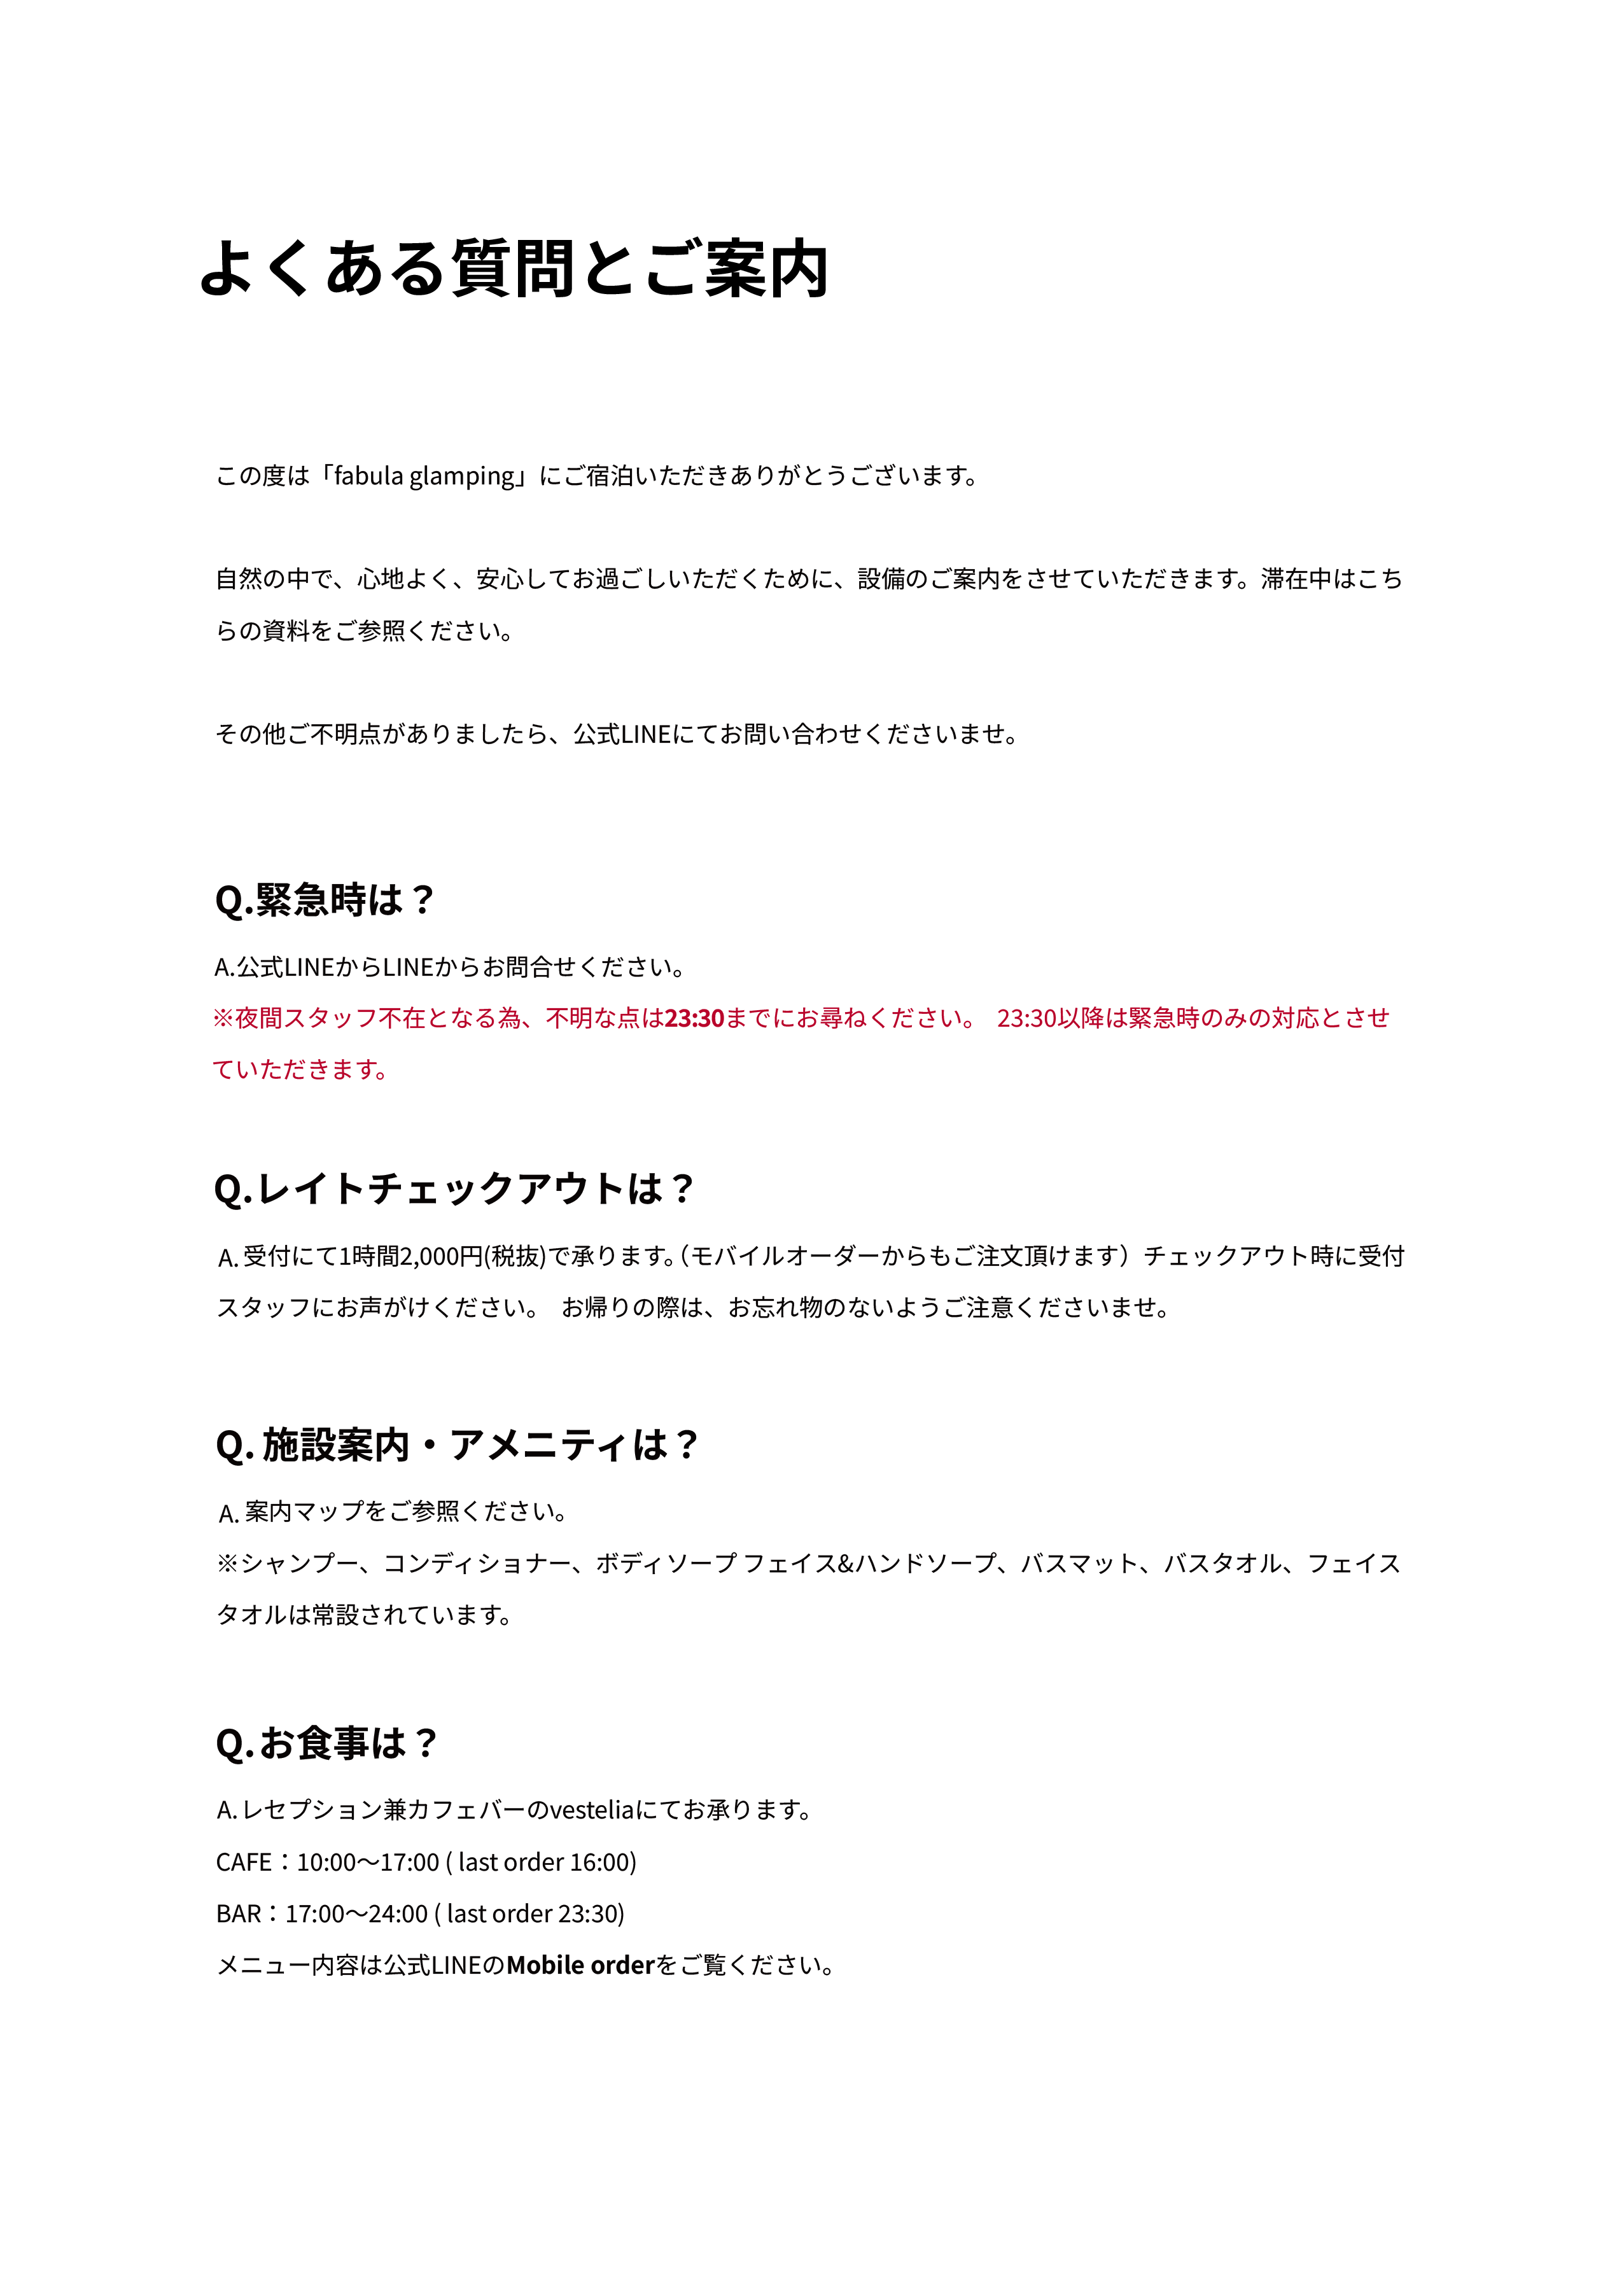 よくある質問とご案内
この度は「fabula glamping」にご宿泊いただきありがとうございます。
自然の中で、心地よく、安心してお過ごしいただくために、設備のご案内をさせていただきます。滞在中はこち
らの資料をご参照ください。
その他ご不明点がありましたら、公式LINEにてお問い合わせくださいませ。
Q.緊急時は？
A.公式LINEからLINEからお問合せください。
※夜間スタッフ不在となる為、不明な点は23:30までにお尋ねください。 23:30以降は緊急時のみの対応とさせ
ていただきます。
Q.レイトチェックアウトは？
A. 受付にて1時間2,000円(税抜)で承ります。（モバイルオーダーからもご注文頂けます）チェックアウト時に受付
スタッフにお声がけください。 お帰りの際は、お忘れ物のないようご注意くださいませ。
Q. 施設案内・アメニティは？
A. 案内マップをご参照ください。
※シャンプー、コンディショナー、ボディソープ フェイス&ハンドソープ、バスマット、バスタオル、フェイス
タオルは常設されています。
Q.お食事は？
A.レセプション兼カフェバーのvesteliaにてお承ります。
CAFE：10:00〜17:00 ( last order 16:00)
BAR：17:00〜24:00 ( last order 23:30)
メニュー内容は公式LINEのMobile orderをご覧ください。